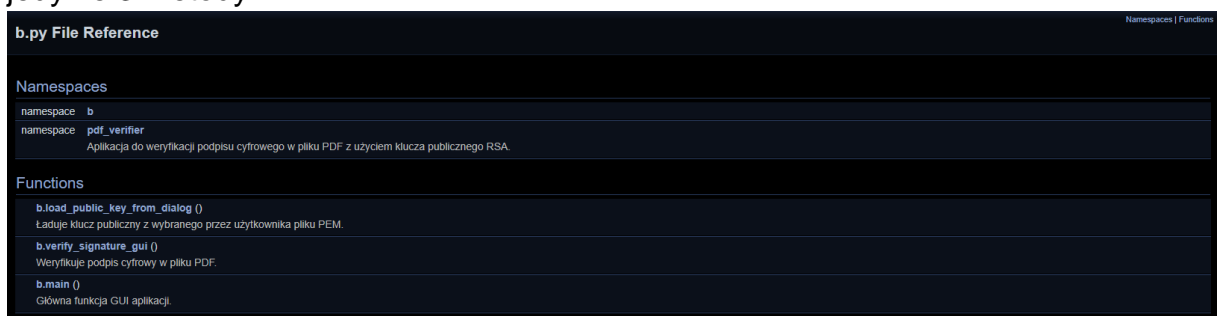 Namespaces | Functions
b.py File Reference
Namespaces
namespace b
namespace pdf_verifier
Aplikacja do weryfikacji podpisu cyfrowego w pliku PDF z użyciem klucza publicznego RSA.
Functions
b.load_public_key_from_dialog ()
Ładuje klucz publiczny z wybranego przez użytkownika pliku PEM.
b.verify_signature_gui ()
Weryfikuje podpis cyfrowy w pliku PDF.
b.main ()
Główna funkcja GUI aplikacji.